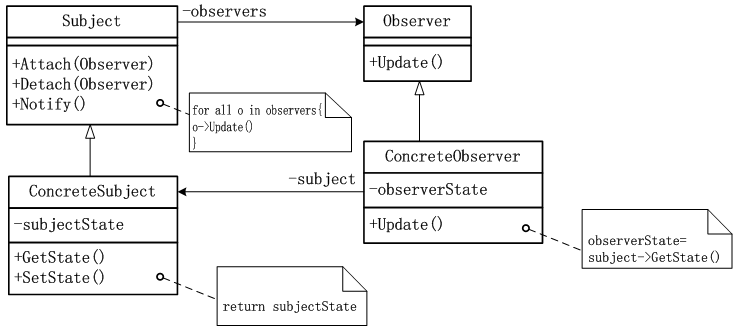 Subject
-observers
Observer
+Attach(Observer)
+Detach(Observer)
+Notify()
+Update()
for all o in observers{
o->Update()
}
ConcreteSubject
-subjectState
+GetState()
+SetState()
-subject
ConcreteObserver
-observerState
+Update()
return subjectState
observerState=
subject->GetState()